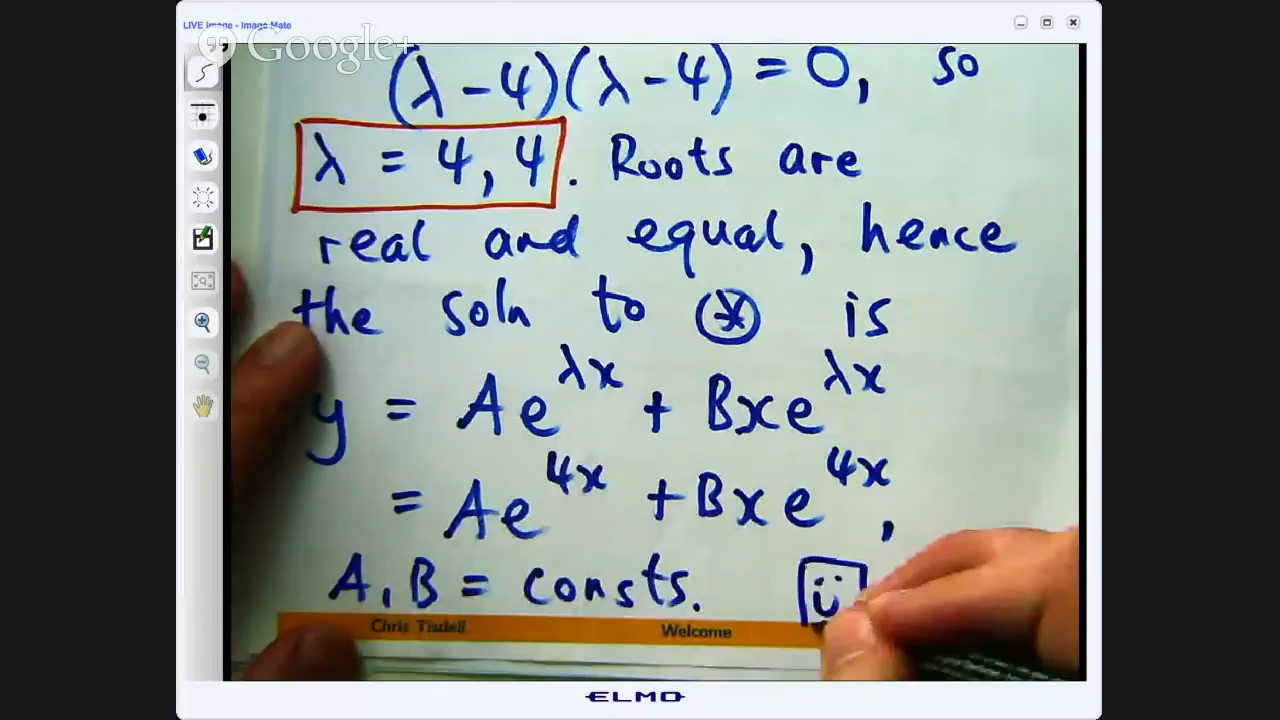 LIVE Image - Image Mate
Google+
(λ-4)(λ-4) = 0, so
λ = 4, 4. Roots are
real and equal, hence
the soln to ⊛ is
y = Ae^λx + Bxe^λx
= Ae^4x + Bxe^4x,
A, B = consts.
Chris Tisdell Welcome
ELMO